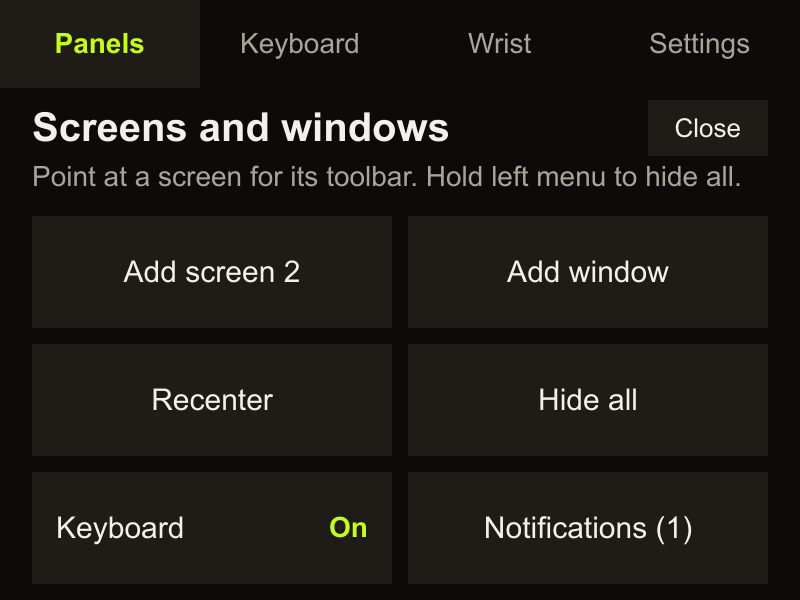 Panels Keyboard Wrist Settings
Screens and windows Close
Point at a screen for its toolbar. Hold left menu to hide all.
Add screen 2 Add window
Recenter Hide all
Keyboard On Notifications (1)